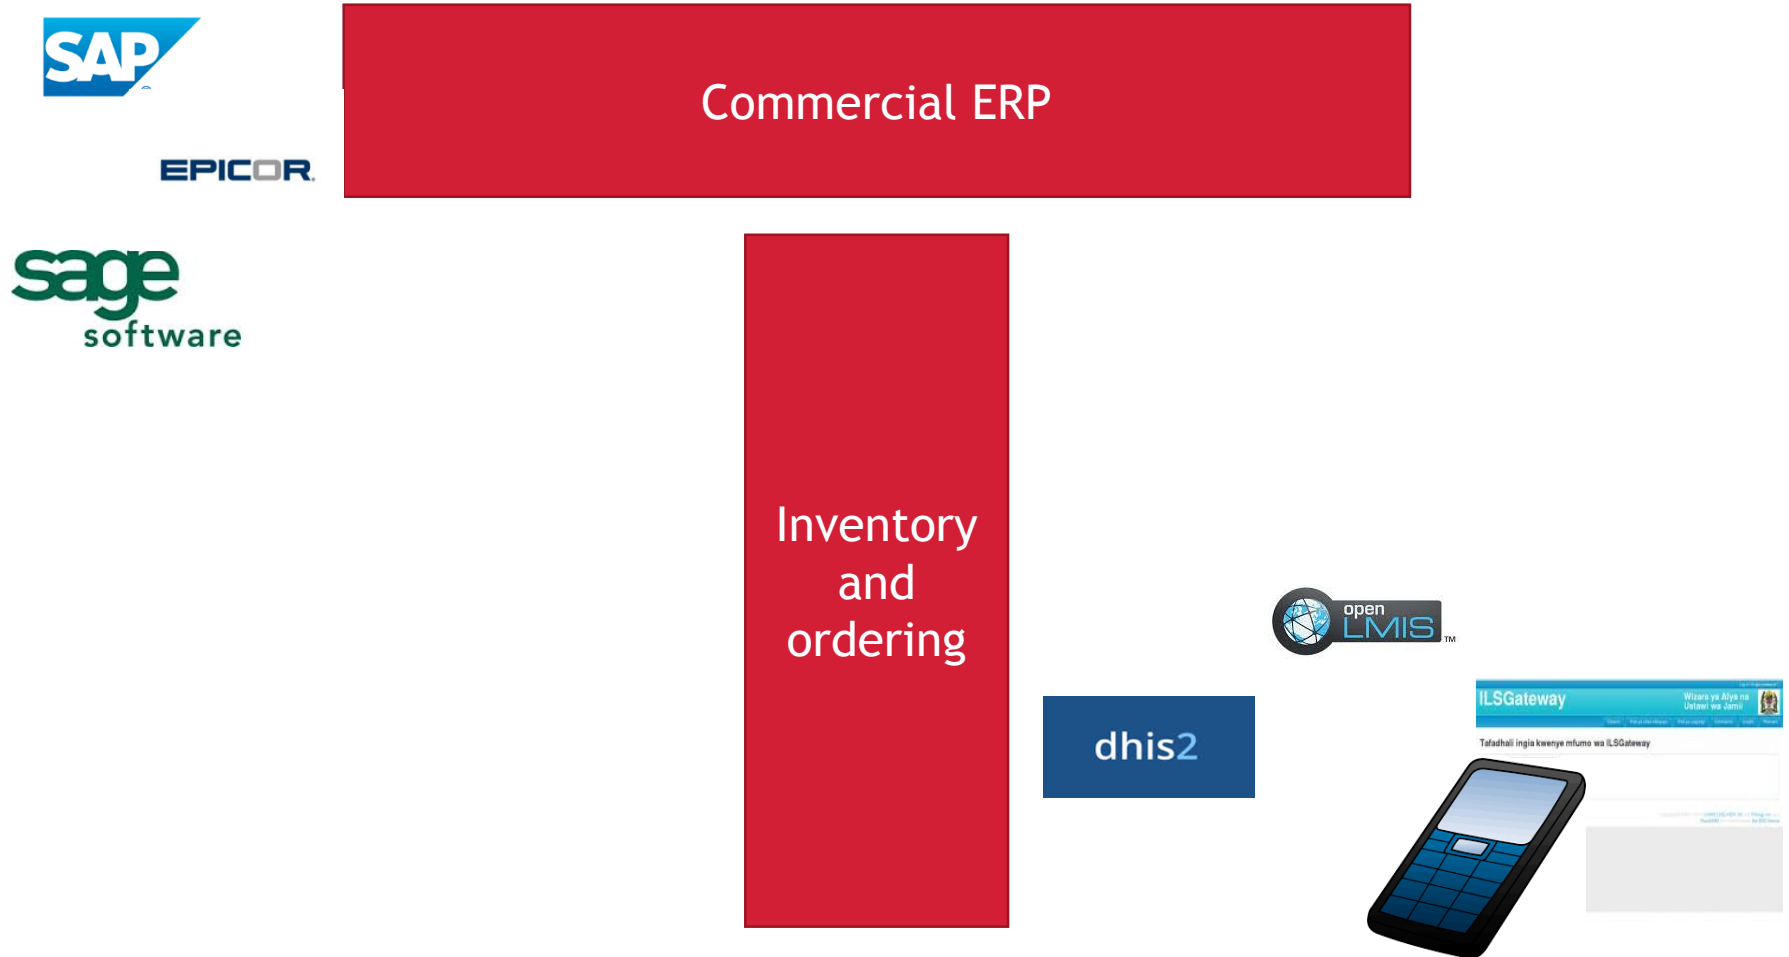 SAP
®
Commercial ERP
EPICOR.
sage
software
Inventory
and
ordering
open
LMIS TM
dhis2
ILSGateway
Wizara ya Afya na
Ustawi wa Jamii
Tafadhali ingia kwenye mfumo wa ILSGateway